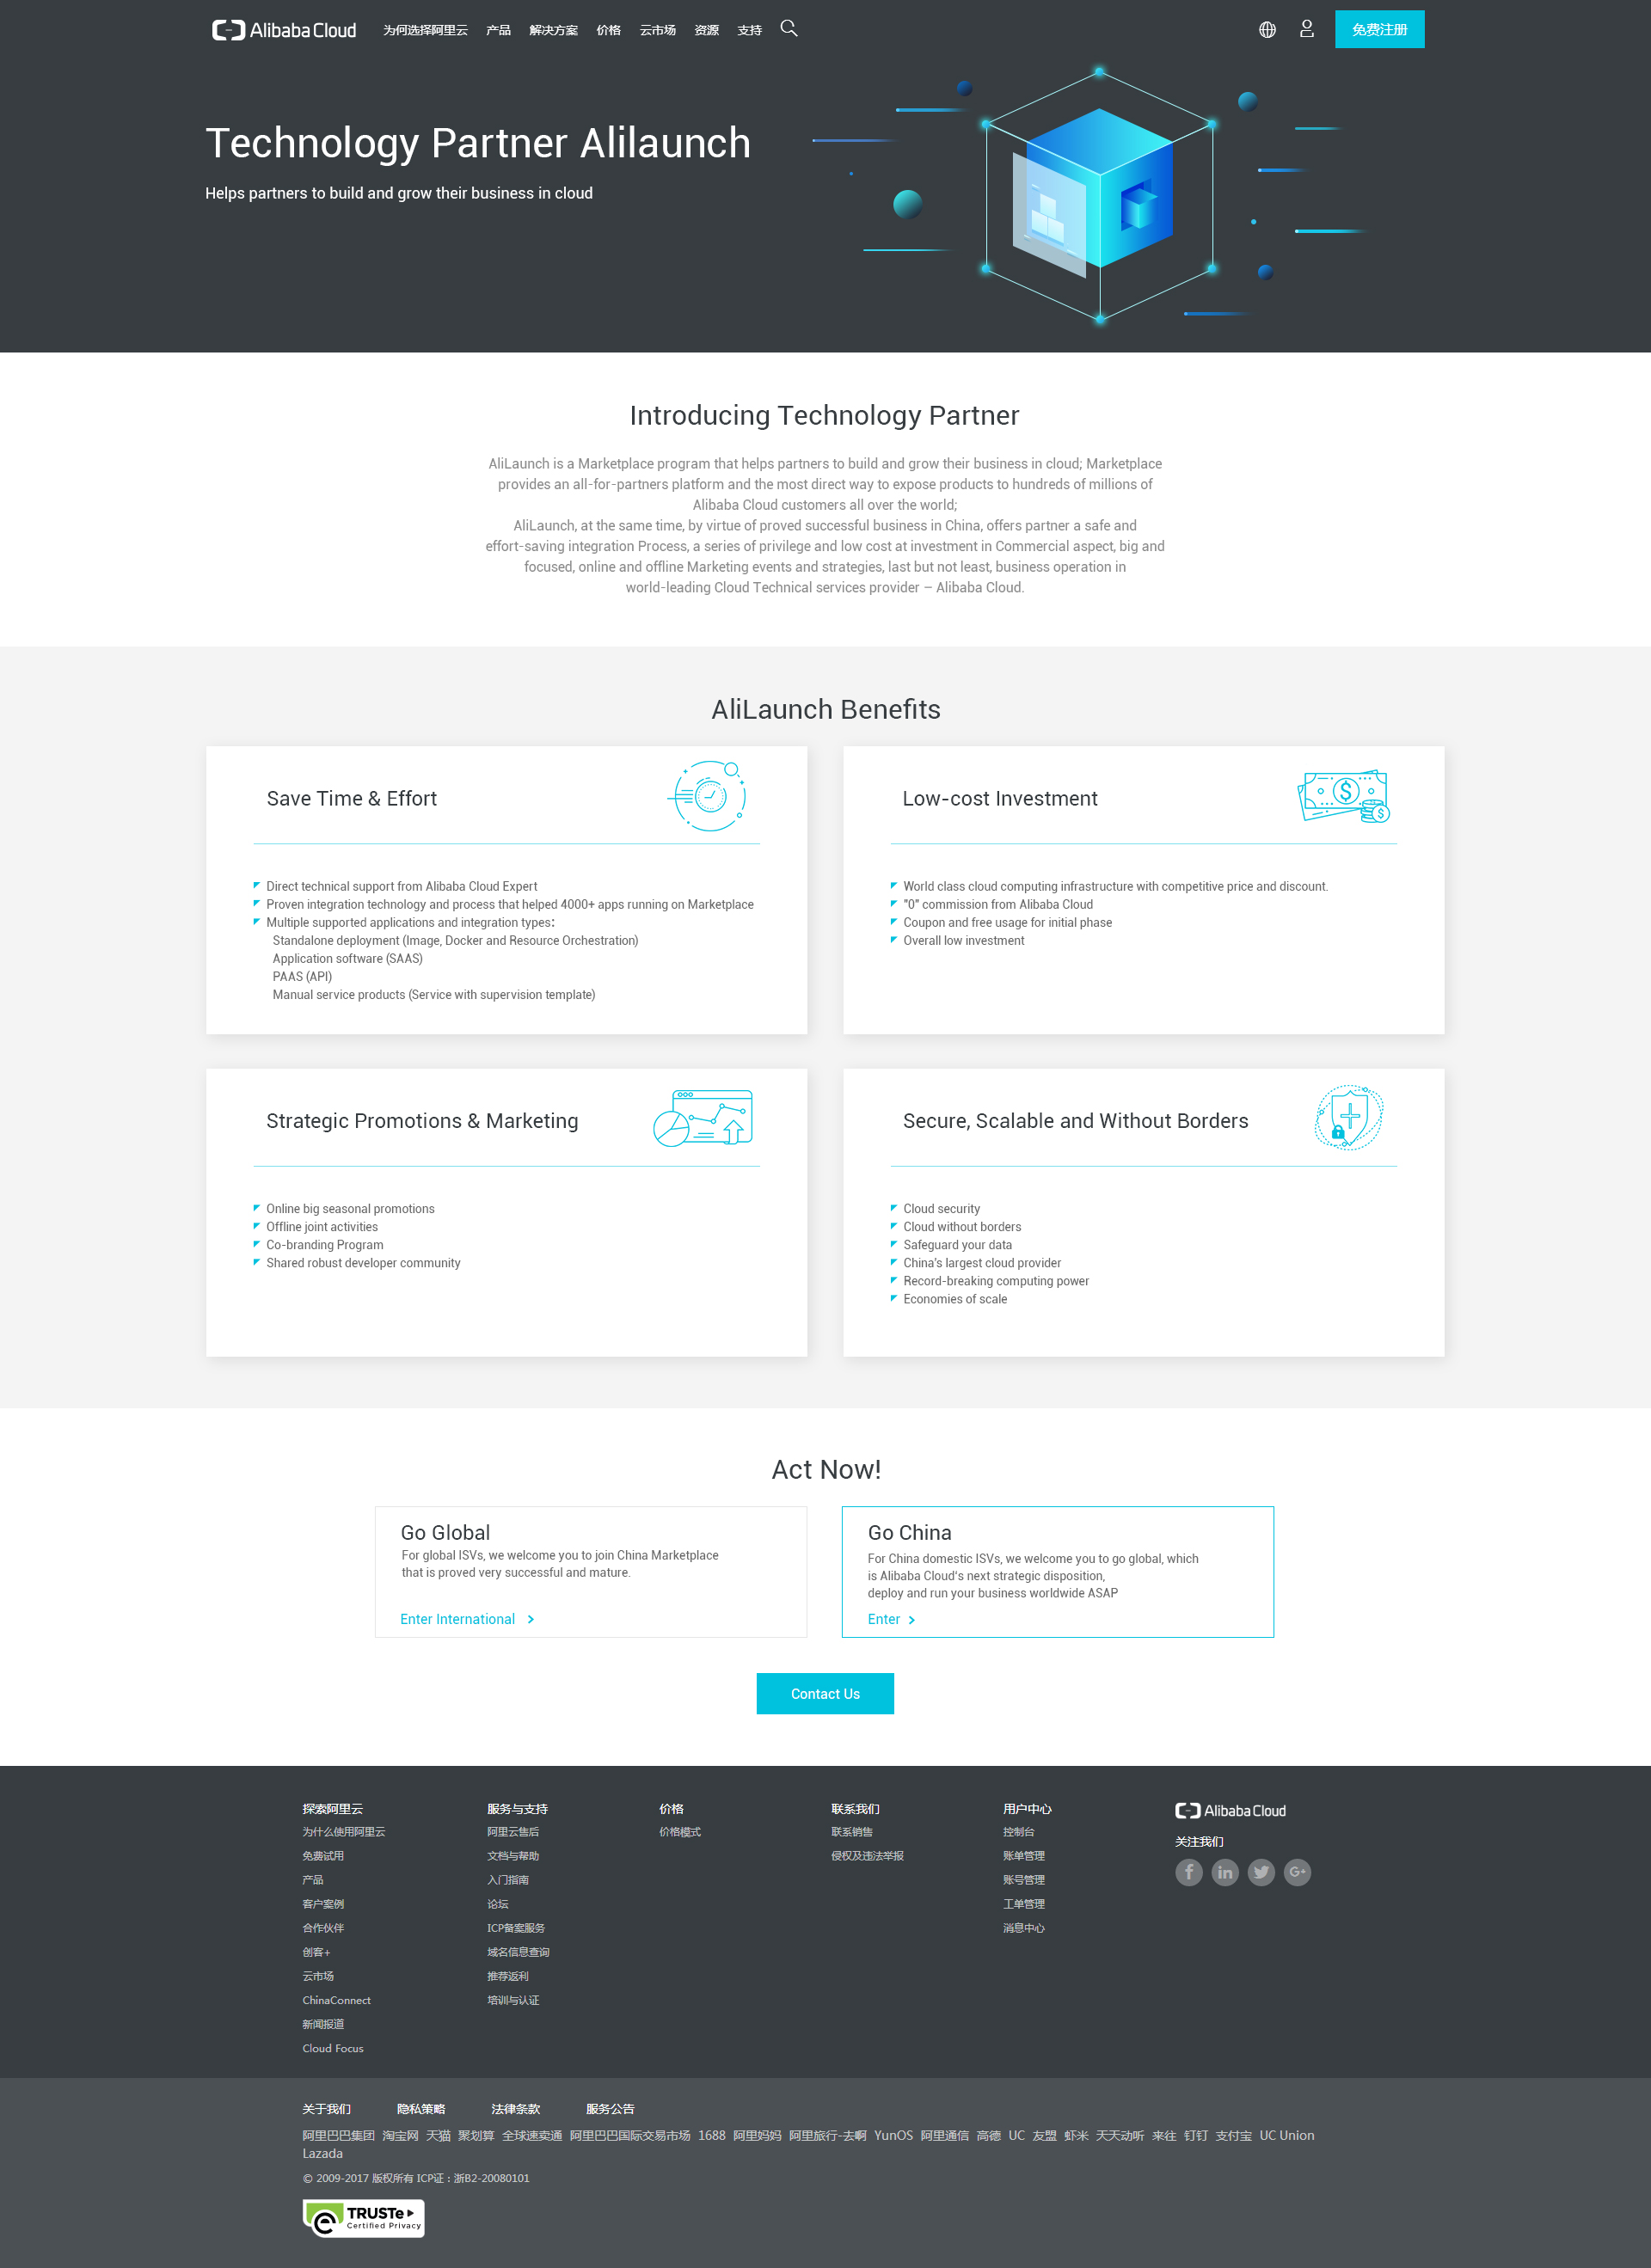 Alibaba Cloud 为何选择阿里云 产品 解决方案 价格 云市场 资源 支持 免费注册
Technology Partner Alilaunch
Helps partners to build and grow their business in cloud
Introducing Technology Partner
AliLaunch is a Marketplace program that helps partners to build and grow their business in cloud; Marketplace
provides an all-for-partners platform and the most direct way to expose products to hundreds of millions of
Alibaba Cloud customers all over the world;
AliLaunch, at the same time, by virtue of proved successful business in China, offers partner a safe and
effort-saving integration Process, a series of privilege and low cost at investment in Commercial aspect, big and
focused, online and offline Marketing events and strategies, last but not least, business operation in
world-leading Cloud Technical services provider – Alibaba Cloud.
AliLaunch Benefits
Save Time & Effort
Direct technical support from Alibaba Cloud Expert
Proven integration technology and process that helped 4000+ apps running on Marketplace
Multiple supported applications and integration types:
Standalone deployment (Image, Docker and Resource Orchestration)
Application software (SAAS)
PAAS (API)
Manual service products (Service with supervision template)
Low-cost Investment
World class cloud computing infrastructure with competitive price and discount.
"0" commission from Alibaba Cloud
Coupon and free usage for initial phase
Overall low investment
Strategic Promotions & Marketing
Online big seasonal promotions
Offline joint activities
Co-branding Program
Shared robust developer community
Secure, Scalable and Without Borders
Cloud security
Cloud without borders
Safeguard your data
China's largest cloud provider
Record-breaking computing power
Economies of scale
Act Now!
Go Global
For global ISVs, we welcome you to join China Marketplace
that is proved very successful and mature.
Enter International >
Go China
For China domestic ISVs, we welcome you to go global, which
is Alibaba Cloud's next strategic disposition,
deploy and run your business worldwide ASAP
Enter >
Contact Us
探索阿里云
为什么使用阿里云
免费试用
产品
客户案例
合作伙伴
创客+
云市场
ChinaConnect
新闻报道
Cloud Focus
服务与支持
阿里云售后
文档与帮助
入门指南
论坛
ICP备案服务
域名信息查询
推荐返利
培训与认证
价格
价格模式
联系我们
联系销售
侵权及违法举报
用户中心
控制台
账单管理
账号管理
工单管理
消息中心
Alibaba Cloud
关注我们
关于我们 隐私策略 法律条款 服务公告
阿里巴巴集团 淘宝网 天猫 聚划算 全球速卖通 阿里巴巴国际交易市场 1688 阿里妈妈 阿里旅行-去啊 YunOS 阿里通信 高德 UC 友盟 虾米 天天动听 来往 钉钉 支付宝 UC Union
Lazada
© 2009-2017 版权所有 ICP证：浙B2-20080101
TRUSTe
Certified Privacy